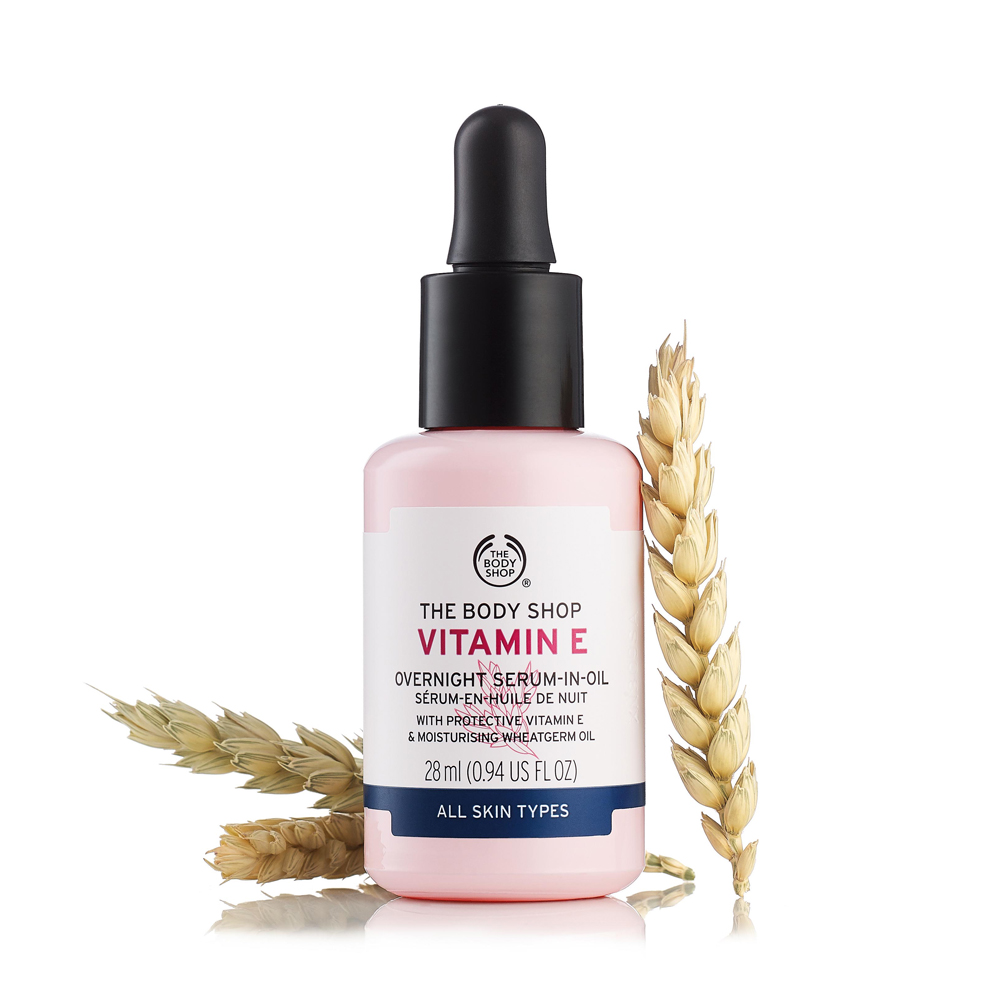 THE
BODY
SHOP
®
THE BODY SHOP
VITAMIN E
OVERNIGHT SERUM-IN-OIL
SÉRUM-EN-HUILE DE NUIT
WITH PROTECTIVE VITAMIN E
& MOISTURISING WHEATGERM OIL
28 ml (0.94 US FL OZ)
ALL SKIN TYPES